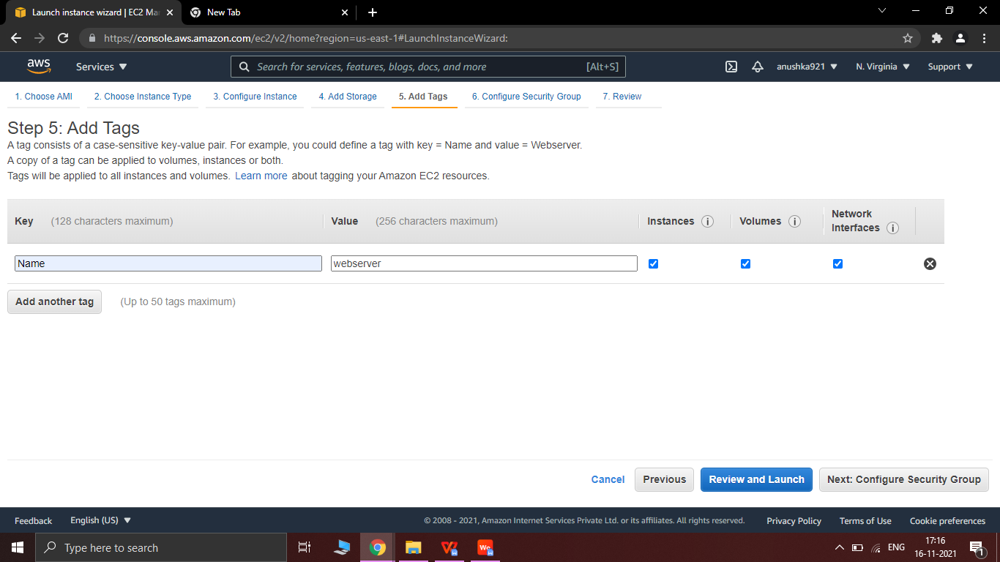 Launch instance wizard | EC2 Ma
New Tab
https://console.aws.amazon.com/ec2/v2/home?region=us-east-1#LaunchInstanceWizard:
aws
Services
Search for services, features, blogs, docs, and more
[Alt+S]
anushka921
N. Virginia
Support
1. Choose AMI
2. Choose Instance Type
3. Configure Instance
4. Add Storage
5. Add Tags
6. Configure Security Group
7. Review
Step 5: Add Tags
A tag consists of a case-sensitive key-value pair. For example, you could define a tag with key = Name and value = Webserver.
A copy of a tag can be applied to volumes, instances or both.
Tags will be applied to all instances and volumes. Learn more about tagging your Amazon EC2 resources.
Key (128 characters maximum)
Value (256 characters maximum)
Instances
Volumes
Network
Interfaces
Name
webserver
Add another tag
(Up to 50 tags maximum)
Cancel
Previous
Review and Launch
Next: Configure Security Group
Feedback
English (US)
© 2008 - 2021, Amazon Internet Services Private Ltd. or its affiliates. All rights reserved.
Privacy Policy
Terms of Use
Cookie preferences
Type here to search
ENG
17:16
16-11-2021
1